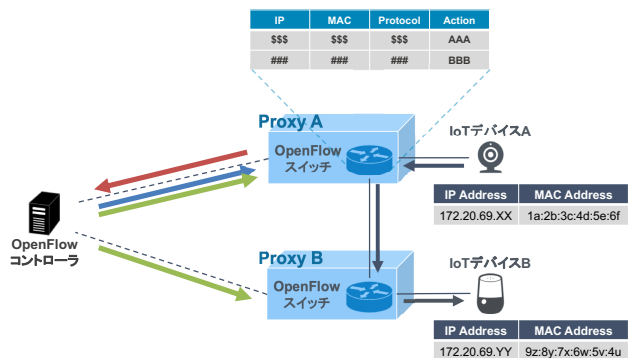 IP MAC Protocol Action
$$$ $$$ $$$ AAA
### ### ### BBB
Proxy A
OpenFlow
スイッチ
IoTデバイスA
IP Address MAC Address
172.20.69.XX 1a:2b:3c:4d:5e:6f
OpenFlow
コントローラ
Proxy B
OpenFlow
スイッチ
IoTデバイスB
IP Address MAC Address
172.20.69.YY 9z:8y:7x:6w:5v:4u